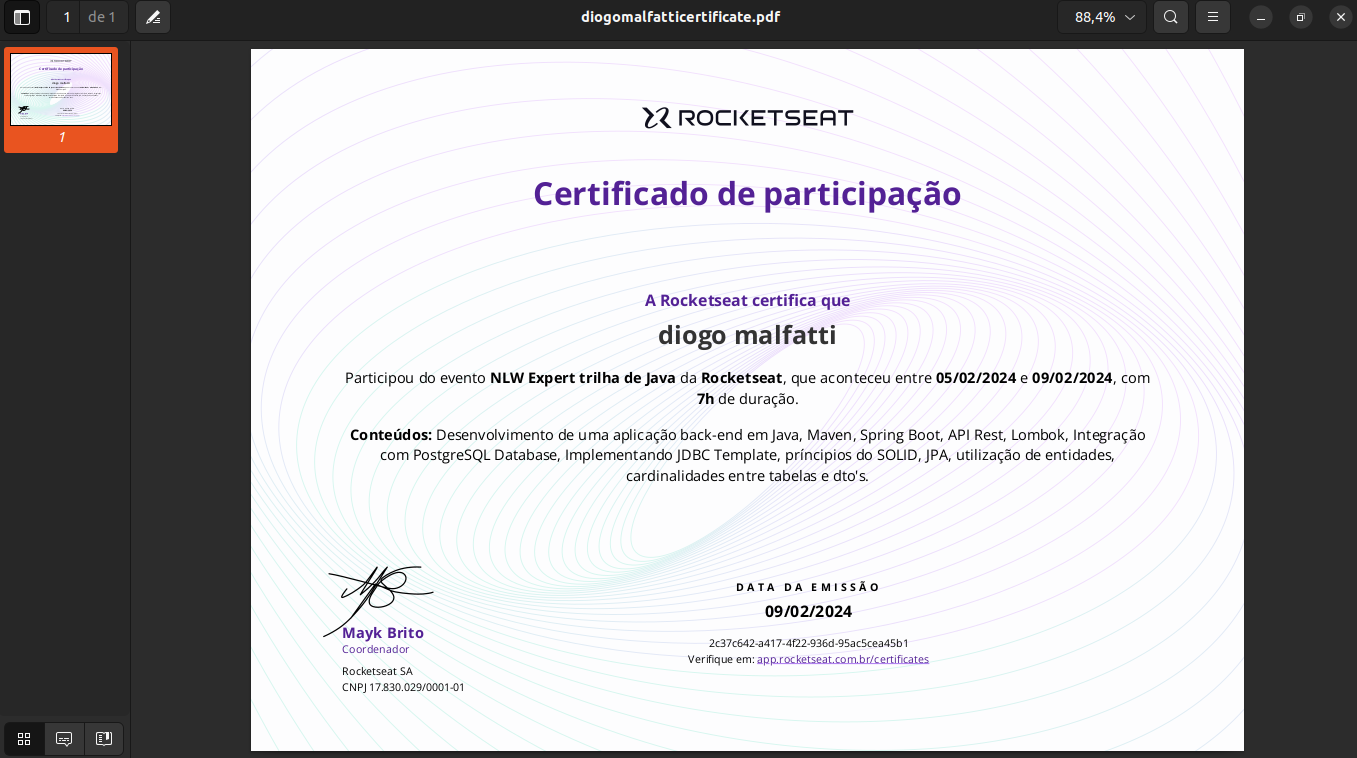 1 de 1
diogomalfatticertificate.pdf
88,4%
1
ROCKETSEAT
Certificado de participação
A Rocketseat certifica que
diogo malfatti
Participou do evento NLW Expert trilha de Java da Rocketseat, que aconteceu entre 05/02/2024 e 09/02/2024, com
7h de duração.
Conteúdos: Desenvolvimento de uma aplicação back-end em Java, Maven, Spring Boot, API Rest, Lombok, Integração
com PostgreSQL Database, Implementando JDBC Template, príncipios do SOLID, JPA, utilização de entidades,
cardinalidades entre tabelas e dto's.
Mayk Brito
Coordenador
Rocketseat SA
CNPJ 17.830.029/0001-01
DATA DA EMISSÃO
09/02/2024
2c37c642-a417-4f22-936d-95ac5cea45b1
Verifique em: app.rocketseat.com.br/certificates